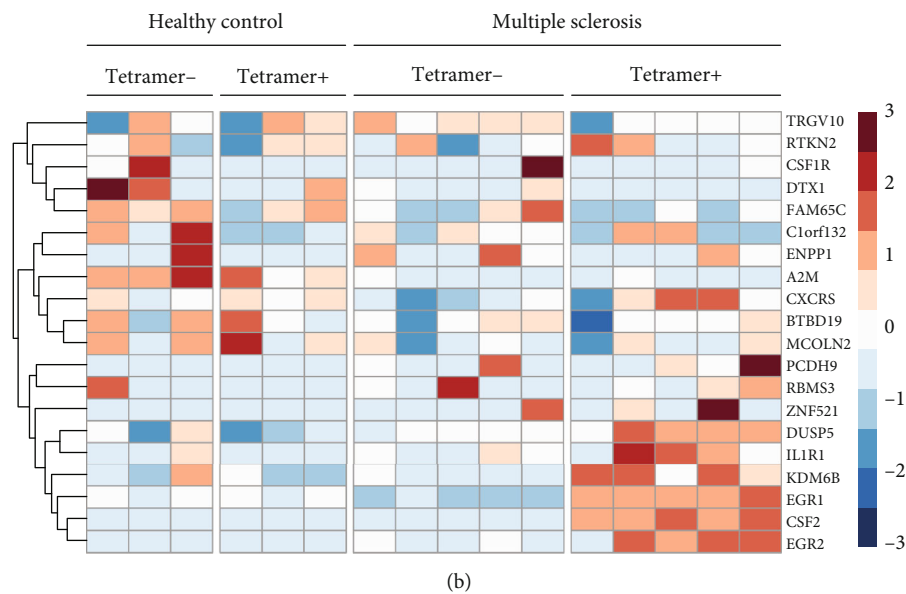 Healthy control
Multiple sclerosis
Tetramer–
Tetramer+
Tetramer–
Tetramer+
TRGV10
RTKN2
CSF1R
DTX1
FAM65C
C1orf132
ENPP1
A2M
CXCRS
BTBD19
MCOLN2
PCDH9
RBMS3
ZNF521
DUSP5
IL1R1
KDM6B
EGR1
CSF2
EGR2
3
2
1
0
–1
–2
–3
(b)